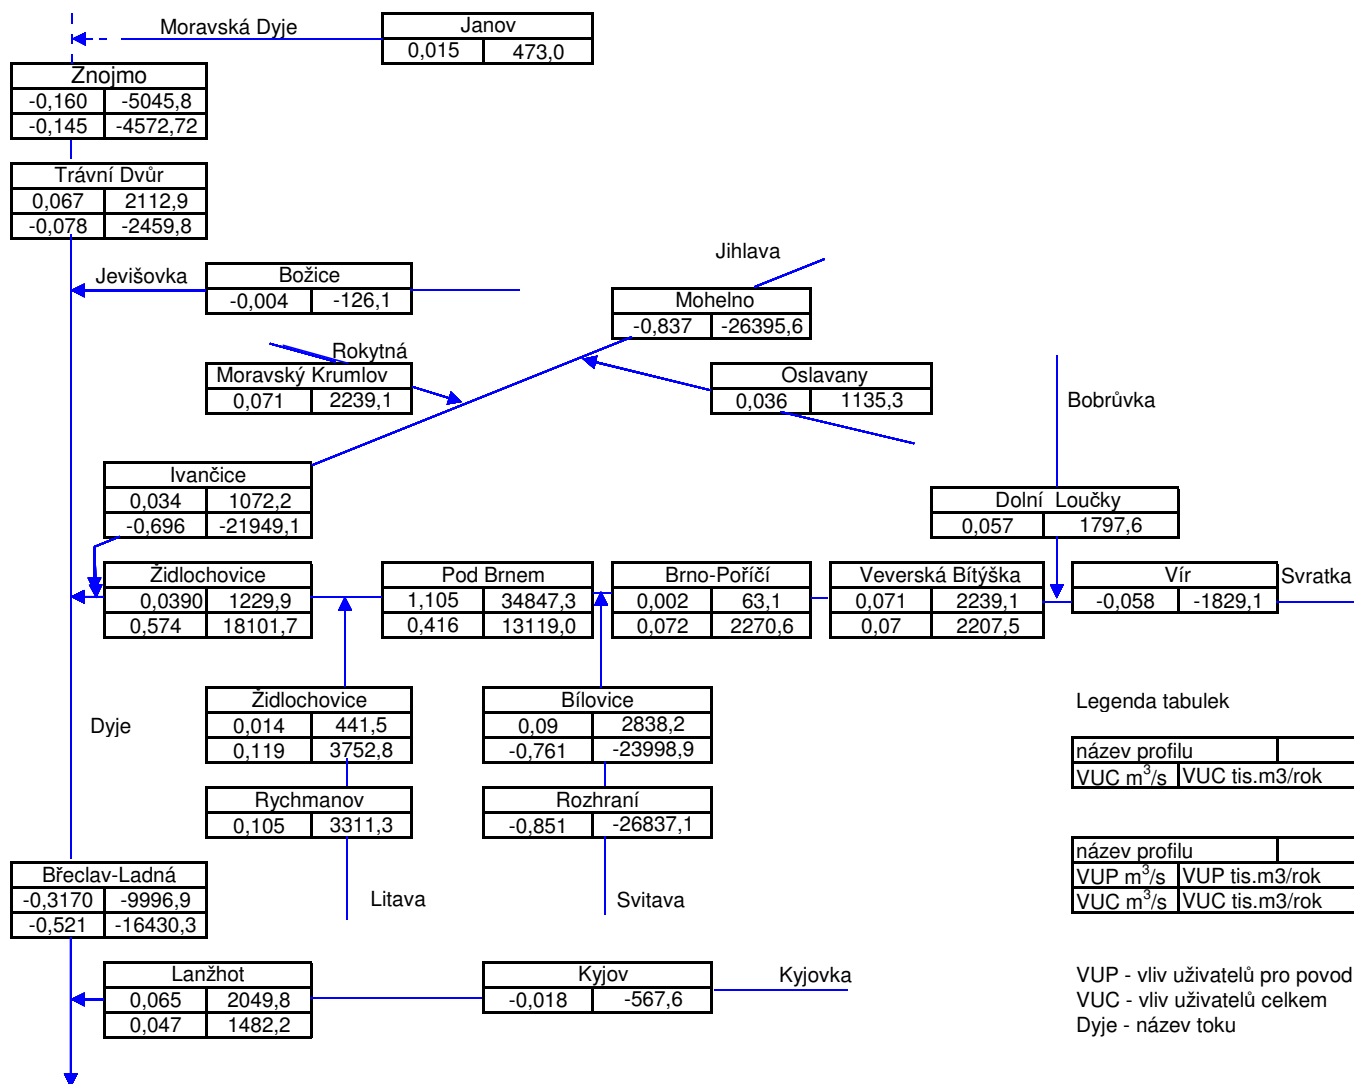 Moravská Dyje
Janov
0,015 473,0
Znojmo
-0,160 -5045,8
-0,145 -4572,72
Trávní Dvůr
0,067 2112,9
-0,078 -2459,8
Jihlava
Jevišovka
Božice
-0,004 -126,1
Mohelno
-0,837 -26395,6
Rokytná
Moravský Krumlov
0,071 2239,1
Oslavany
0,036 1135,3
Bobrůvka
Ivančice
0,034 1072,2
-0,696 -21949,1
Dolní Loučky
0,057 1797,6
Židlochovice
0,0390 1229,9
0,574 18101,7
Pod Brnem
1,105 34847,3
0,416 13119,0
Brno-Poříčí
0,002 63,1
0,072 2270,6
Veverská Bítýška
0,071 2239,1
0,07 2207,5
Vír
-0,058 -1829,1
Svratka
Dyje
Židlochovice
0,014 441,5
0,119 3752,8
Bílovice
0,09 2838,2
-0,761 -23998,9
Rychmanov
0,105 3311,3
Rozhraní
-0,851 -26837,1
Litava
Svitava
Legenda tabulek
název profilu
VUC m³/s VUC tis.m3/rok
název profilu
VUP m³/s VUP tis.m3/rok
VUC m³/s VUC tis.m3/rok
Břeclav-Ladná
-0,3170 -9996,9
-0,521 -16430,3
Lanžhot
0,065 2049,8
0,047 1482,2
Kyjov
-0,018 -567,6
Kyjovka
VUP - vliv uživatelů pro povod
VUC - vliv uživatelů celkem
Dyje - název toku